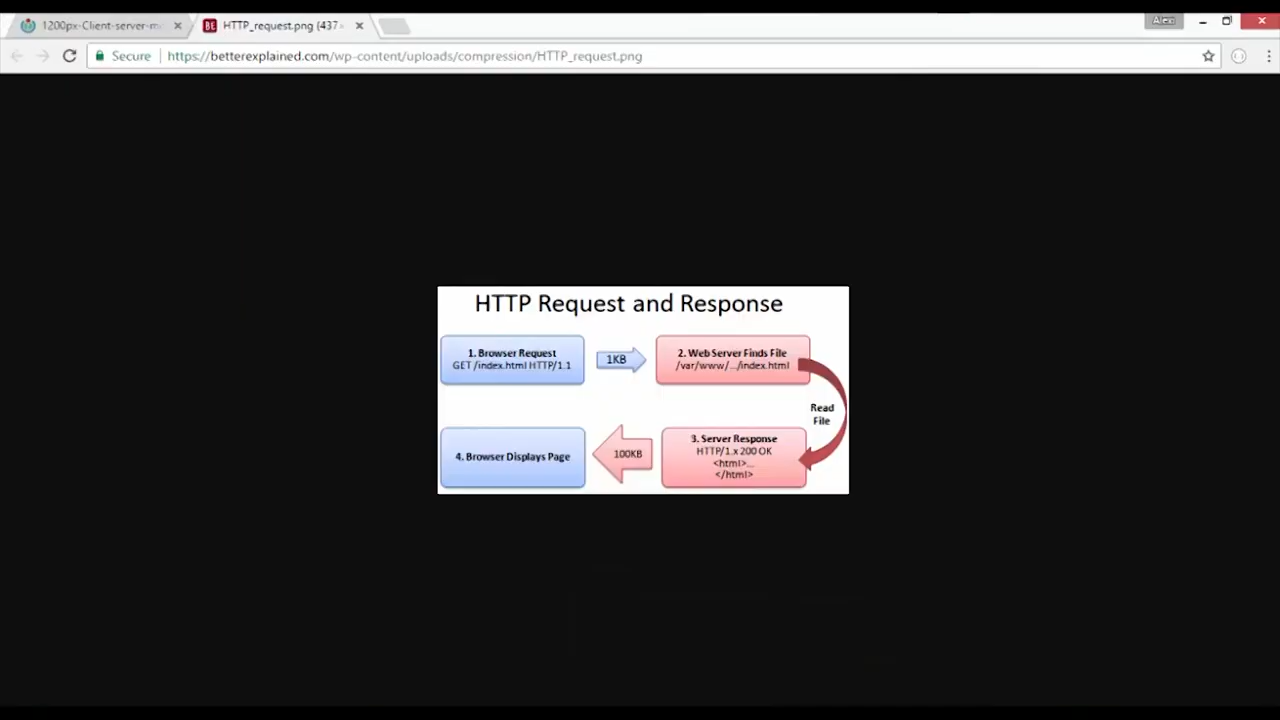 1200px-Client-server-m
HTTP_request.png (437
Alex
Secure
https://betterexplained.com/wp-content/uploads/compression/HTTP_request.png
HTTP Request and Response
1. Browser Request
GET /index.html HTTP/1.1
1KB
2. Web Server Finds File
/var/www/.../index.html
Read
File
4. Browser Displays Page
100KB
3. Server Response
HTTP/1.x 200 OK
<html>...
</html>